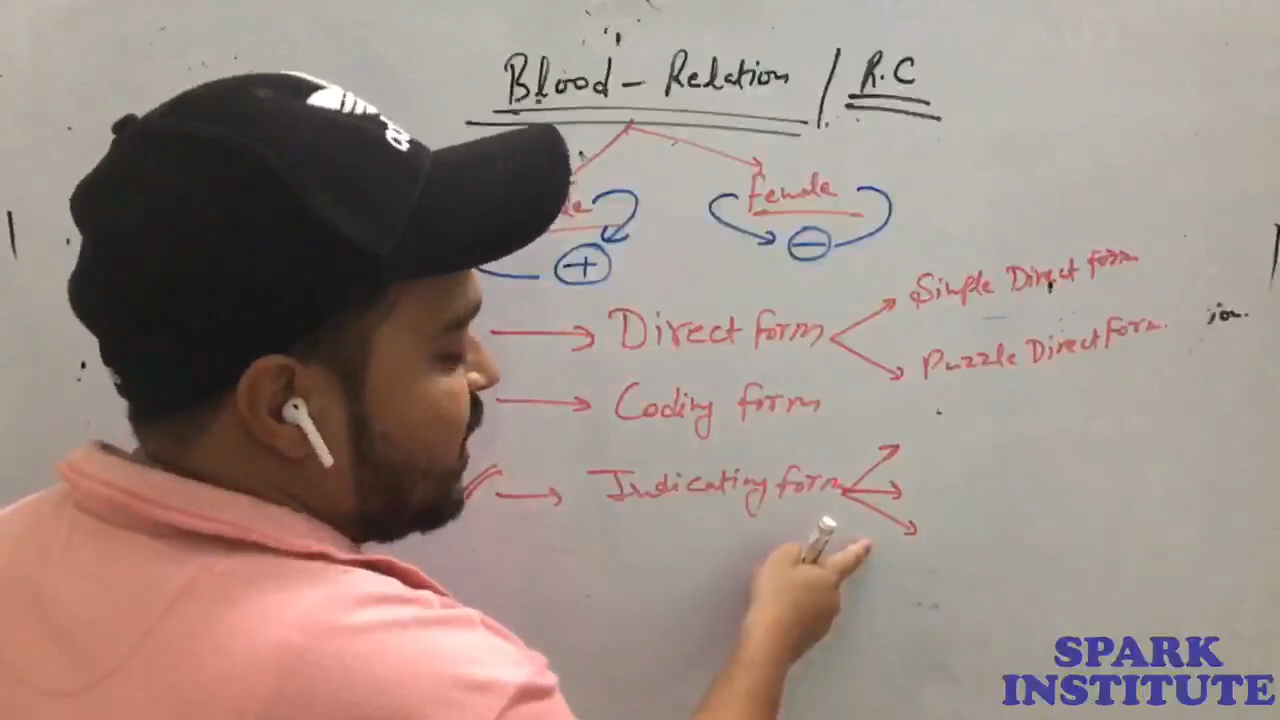 Blood - Relation / R.C
Female
+
−
Simple Direct form
Direct form
Puzzle Direct form.
Coding form
Indicating form
SPARK
INSTITUTE